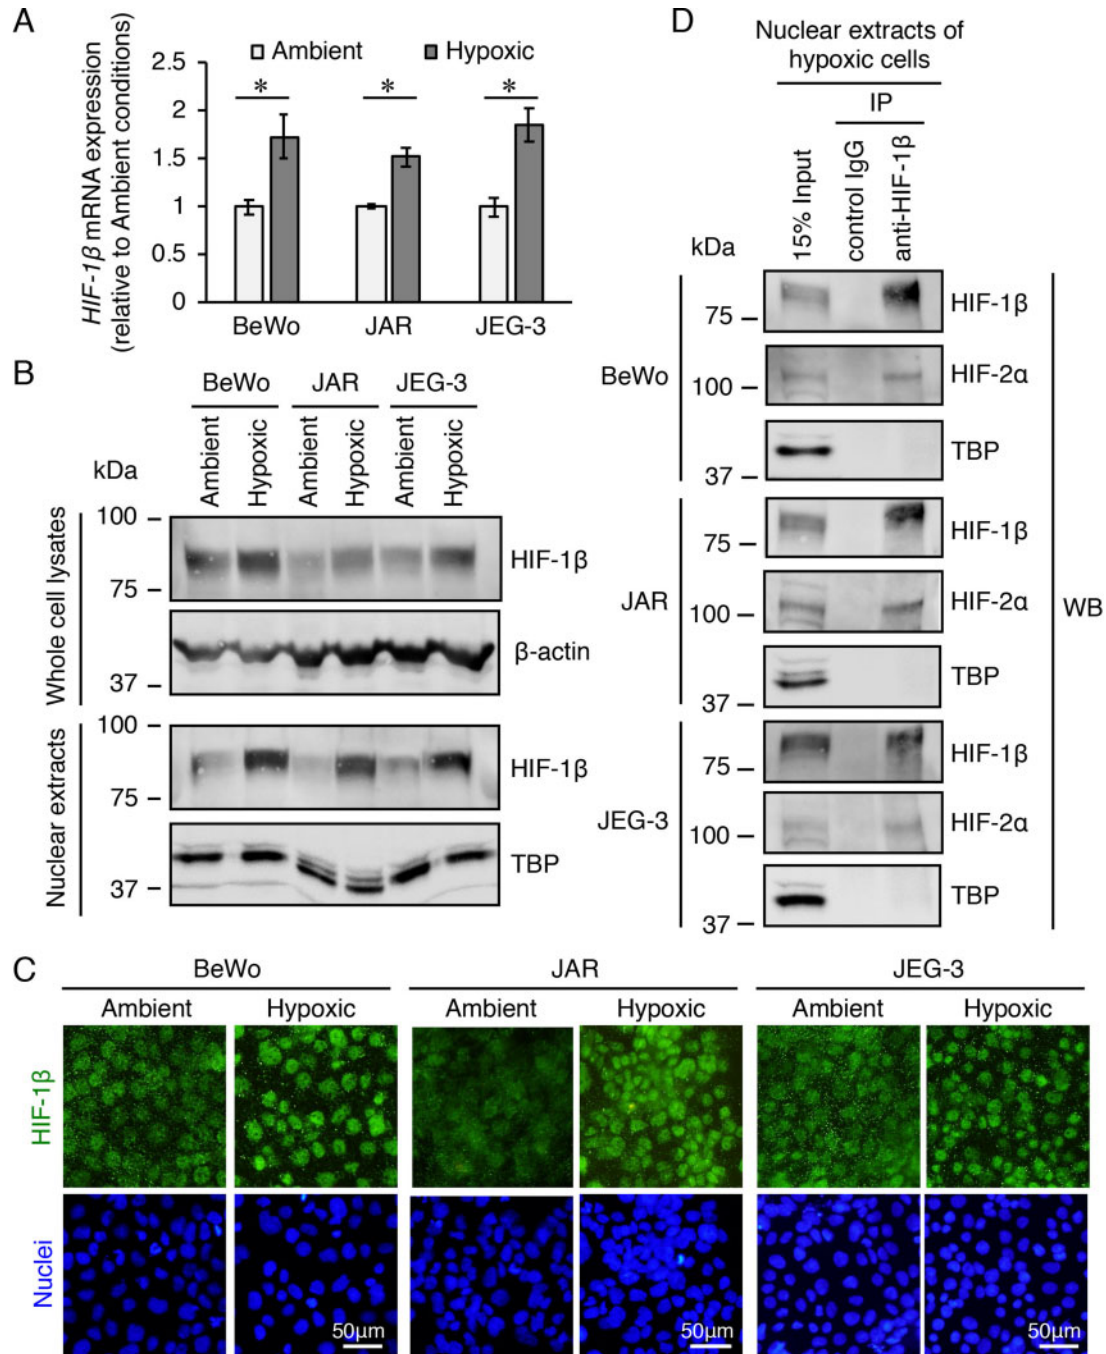 A
HIF-1β mRNA expression
(relative to Ambient conditions)
2.5
2
1.5
1
0.5
0
Ambient
Hypoxic
*
*
*
BeWo
JAR
JEG-3
B
BeWo
JAR
JEG-3
kDa
Ambient
Hypoxic
Ambient
Hypoxic
Ambient
Hypoxic
Whole cell lysates
100
75
HIF-1β
37
β-actin
Nuclear extracts
100
75
HIF-1β
37
TBP
D
Nuclear extracts of
hypoxic cells
IP
kDa
15% Input
control IgG
anti-HIF-1β
BeWo
75
HIF-1β
100
HIF-2α
37
TBP
JAR
75
HIF-1β
100
HIF-2α
37
TBP
JEG-3
75
HIF-1β
100
HIF-2α
37
TBP
WB
C
BeWo
JAR
JEG-3
Ambient
Hypoxic
Ambient
Hypoxic
Ambient
Hypoxic
HIF-1β
Nuclei
50μm
50μm
50μm